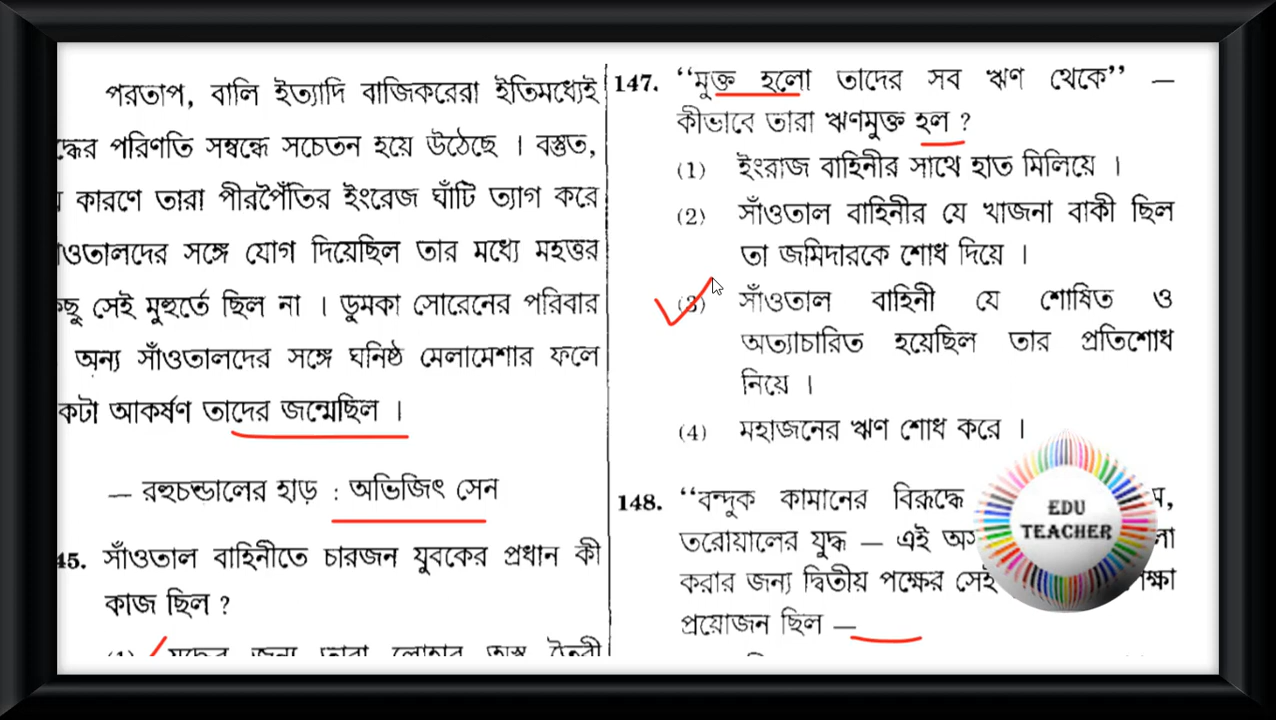 পরতাপ, বালি ইত্যাদি বাজিকরেরা ইতিমধ্যেই
দ্ধের পরিণতি সম্বন্ধে সচেতন হয়ে উঠেছে । বস্তুত,
কারণে তারা পীরপৈঁতির ইংরেজ ঘাঁটি ত্যাগ করে
ওতালদের সঙ্গে যোগ দিয়েছিল তার মধ্যে মহত্তর
ছু সেই মুহুর্তে ছিল না । ডুমকা সোরেনের পরিবার
অন্য সাঁওতালদের সঙ্গে ঘনিষ্ঠ মেলামেশার ফলে
কটা আকর্ষণ তাদের জন্মেছিল ।
— রহুচন্ডালের হাড় : অভিজিৎ সেন
45. সাঁওতাল বাহিনীতে চারজন যুবকের প্রধান কী
কাজ ছিল ?
147. “মুক্ত হলো তাদের সব ঋণ থেকে” —
কীভাবে তারা ঋণমুক্ত হল ?
(1) ইংরাজ বাহিনীর সাথে হাত মিলিয়ে ।
(2) সাঁওতাল বাহিনীর যে খাজনা বাকী ছিল
তা জমিদারকে শোধ দিয়ে ।
(3) সাঁওতাল বাহিনী যে শোষিত ও
অত্যাচারিত হয়েছিল তার প্রতিশোধ
নিয়ে ।
(4) মহাজনের ঋণ শোধ করে ।
148. “বন্দুক কামানের বিরূদ্ধে
তরোয়ালের যুদ্ধ — এই
করার জন্য দ্বিতীয় পক্ষের সেই
প্রয়োজন ছিল —
EDU
TEACHER